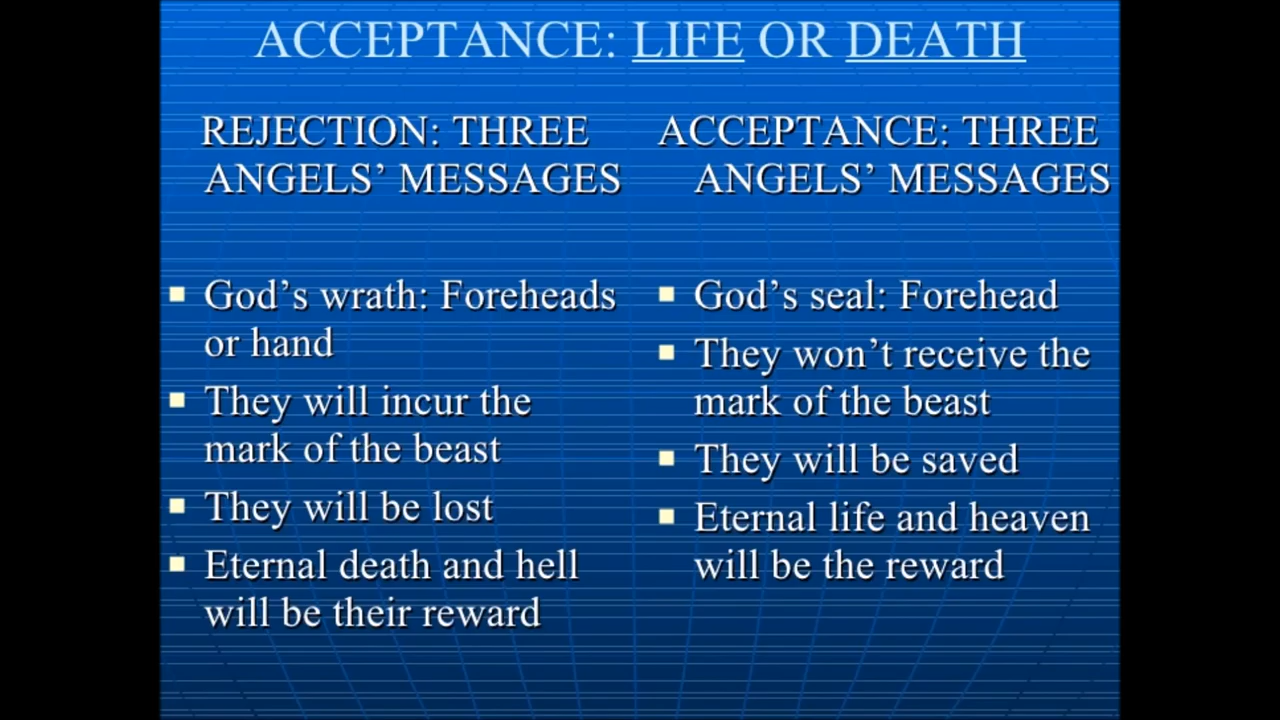 ACCEPTANCE: LIFE OR DEATH
REJECTION: THREE
ANGELS’ MESSAGES
God’s wrath: Foreheads
or hand
They will incur the
mark of the beast
They will be lost
Eternal death and hell
will be their reward
ACCEPTANCE: THREE
ANGELS’ MESSAGES
God’s seal: Forehead
They won’t receive the
mark of the beast
They will be saved
Eternal life and heaven
will be the reward